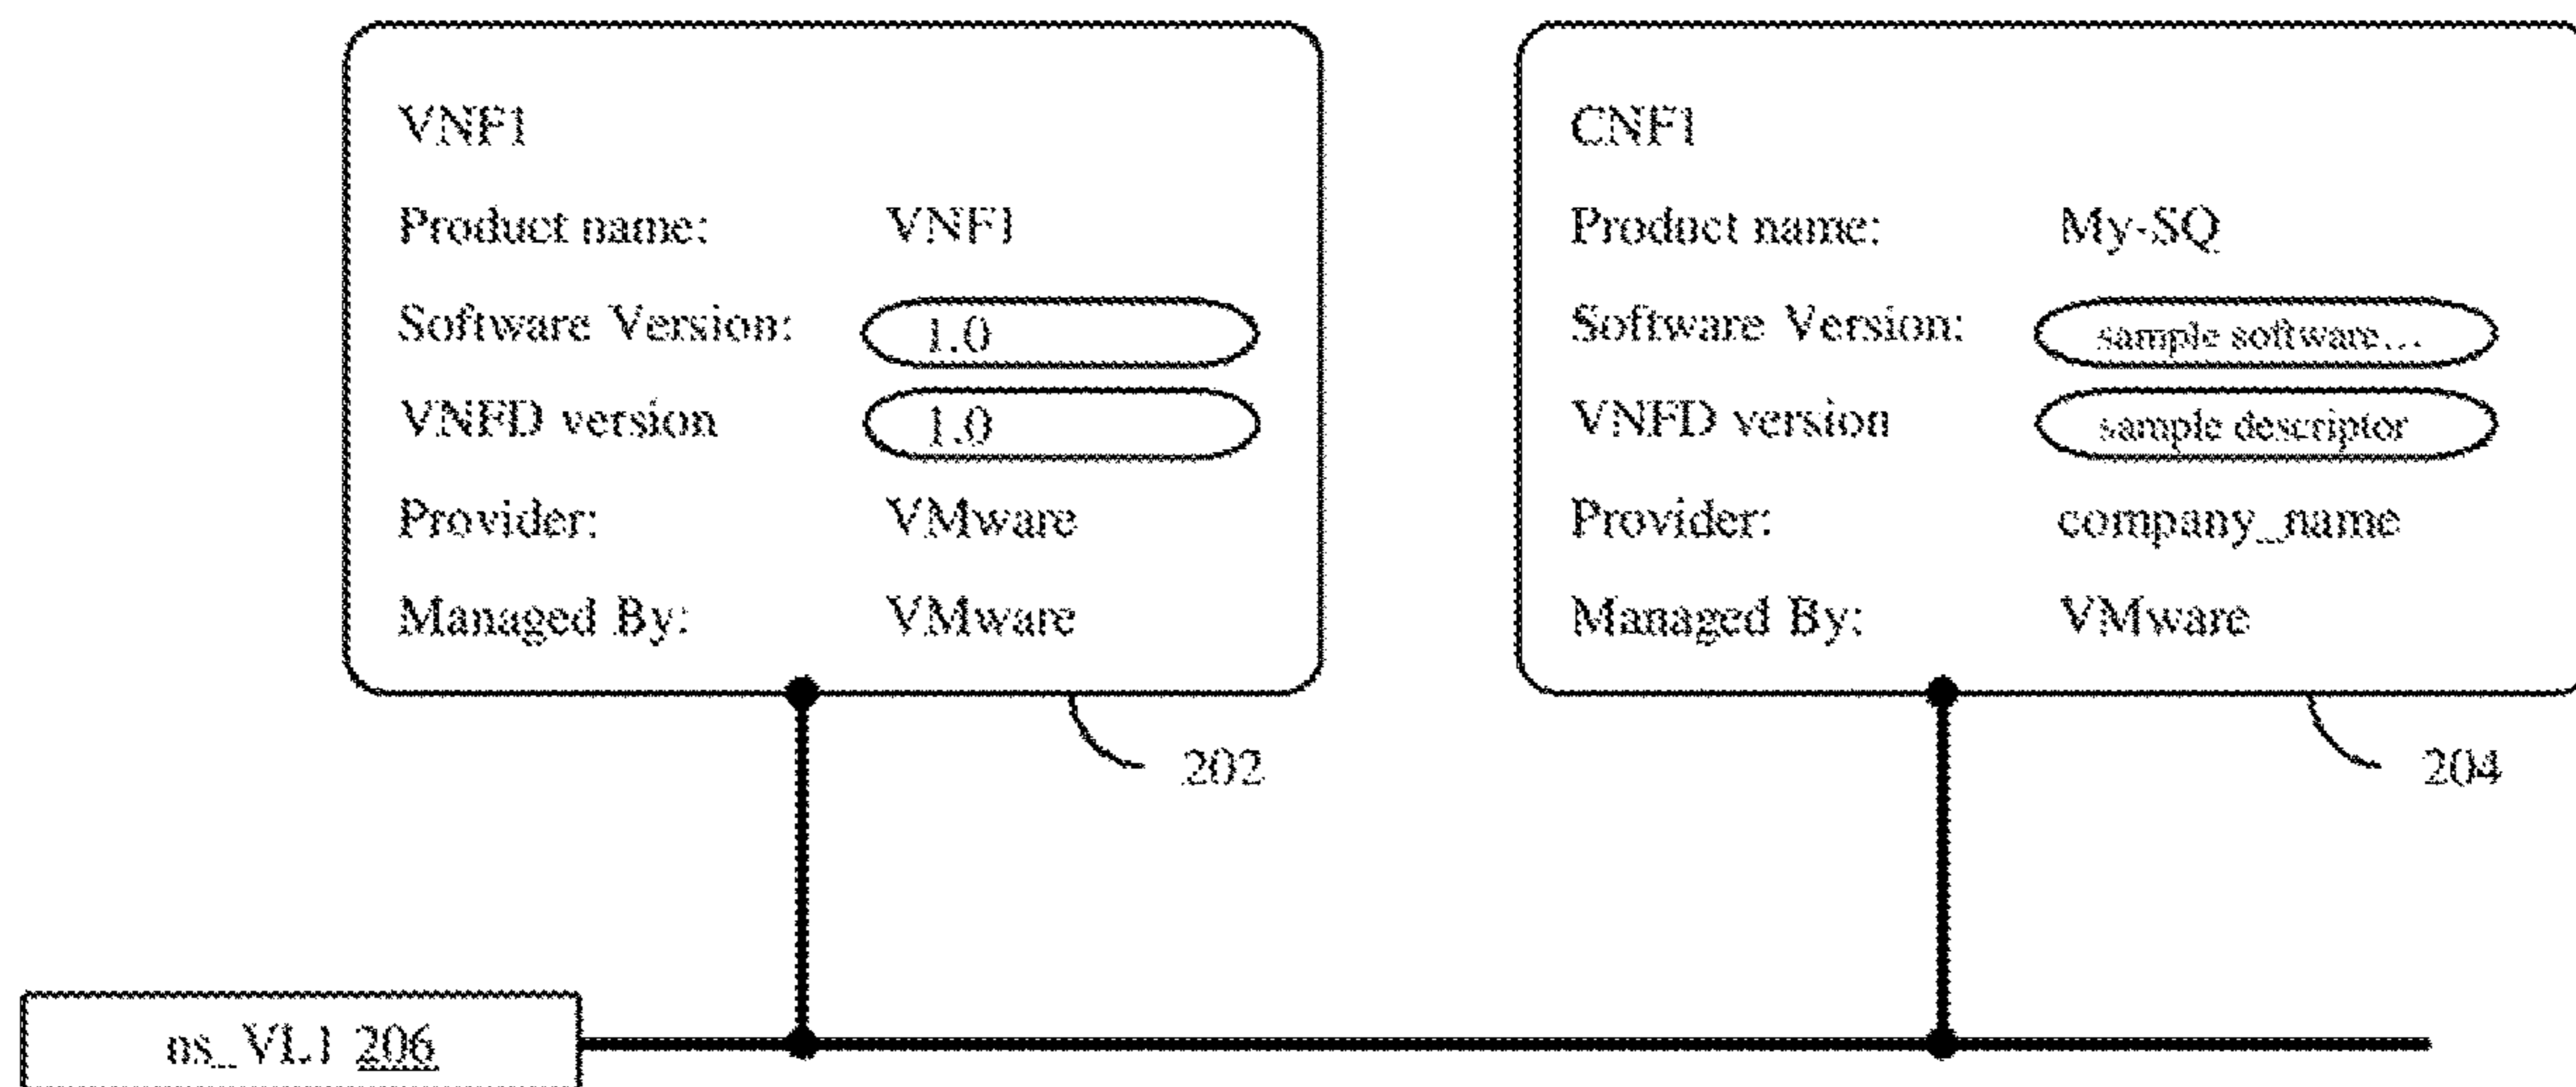 VNF1
Product name: VNF1
Software Version: 1.0
VNFD version 1.0
Provider: VMware
Managed By: VMware
202
CNF1
Product name: My-SQ
Software Version: sample software...
VNFD version sample descriptor
Provider: company_name
Managed By: VMware
204
ns_VL1 206